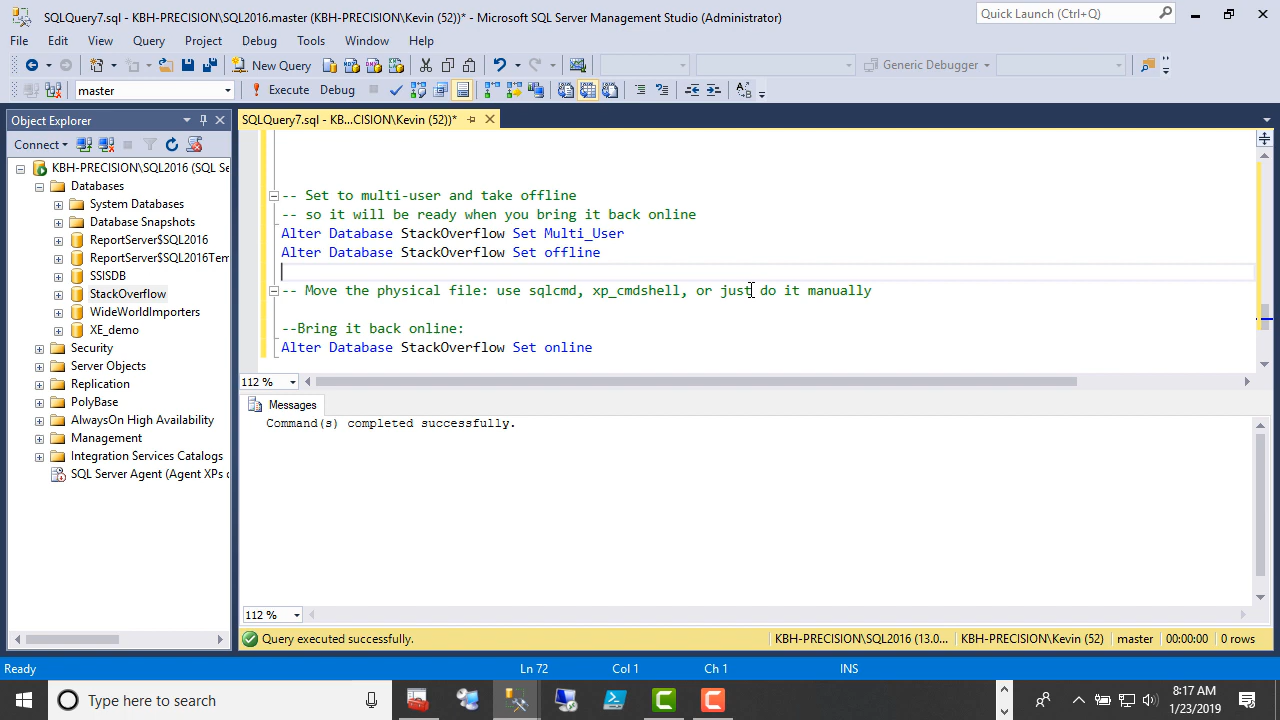 SQLQuery7.sql - KBH-PRECISION\SQL2016.master (KBH-PRECISION\Kevin (52))* - Microsoft SQL Server Management Studio (Administrator)
Quick Launch (Ctrl+Q)
File Edit View Query Project Debug Tools Window Help
New Query
Generic Debugger
master
Execute Debug
Object Explorer
SQLQuery7.sql - KB...CISION\Kevin (52))*
Connect
KBH-PRECISION\SQL2016 (SQL Se
Databases
System Databases
Database Snapshots
ReportServer$SQL2016
ReportServer$SQL2016Tem
SSISDB
StackOverflow
WideWorldImporters
XE_demo
Security
Server Objects
Replication
PolyBase
AlwaysOn High Availability
Management
Integration Services Catalogs
SQL Server Agent (Agent XPs d
-- Set to multi-user and take offline
-- so it will be ready when you bring it back online
Alter Database StackOverflow Set Multi_User
Alter Database StackOverflow Set offline
-- Move the physical file: use sqlcmd, xp_cmdshell, or just do it manually
--Bring it back online:
Alter Database StackOverflow Set online
112 %
Messages
Command(s) completed successfully.
112 %
Query executed successfully.
KBH-PRECISION\SQL2016 (13.0... KBH-PRECISION\Kevin (52) master 00:00:00 0 rows
Ready
Ln 72 Col 1 Ch 1 INS
Type here to search
8:17 AM
1/23/2019